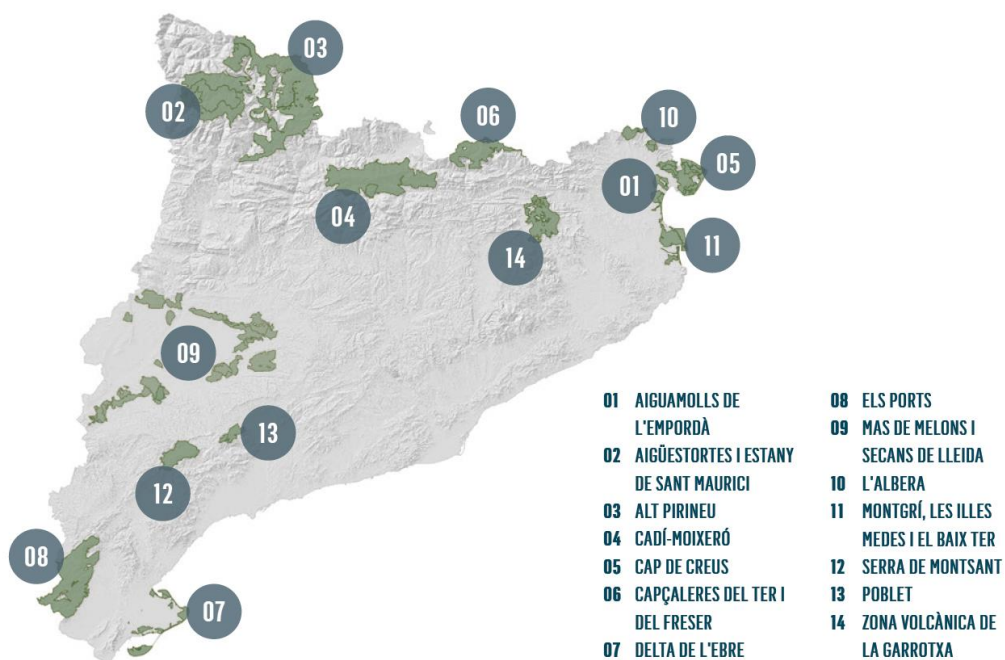 03
02
06
10
05
01
04
14
11
09
13
12
08
07
01 AIGUAMOLLS DE
L'EMPORDÀ
02 AIGÜESTORTES I ESTANY
DE SANT MAURICI
03 ALT PIRINEU
04 CADÍ-MOIXERÓ
05 CAP DE CREUS
06 CAPÇALERES DEL TER I
DEL FRESER
07 DELTA DE L'EBRE
08 ELS PORTS
09 MAS DE MELONS I
SECANS DE LLEIDA
10 L'ALBERA
11 MONTGRÍ, LES ILLES
MEDES I EL BAIX TER
12 SERRA DE MONTSANT
13 POBLET
14 ZONA VOLCÀNICA DE
LA GARROTXA